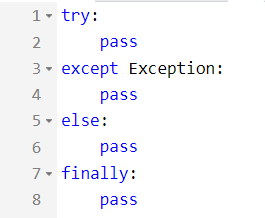 1 try:
2     pass
3 except Exception:
4     pass
5 else:
6     pass
7 finally:
8     pass